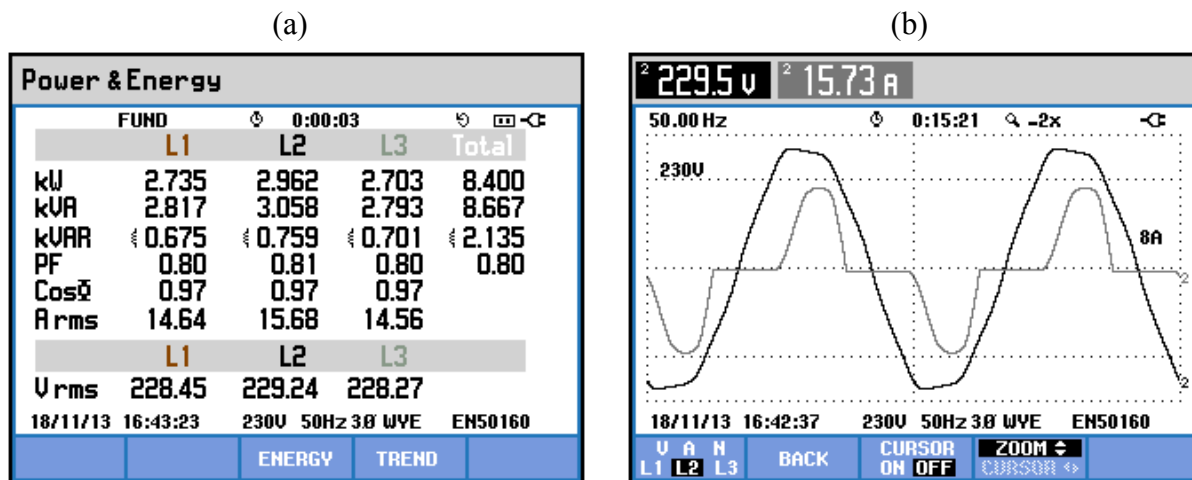 (a)
Power & Energy
FUND 0:00:03
L1 L2 L3 Total
kW 2.735 2.962 2.703 8.400
kVA 2.817 3.058 2.793 8.667
kVAR 0.675 0.759 0.701 2.135
PF 0.80 0.81 0.80 0.80
CosΦ 0.97 0.97 0.97
A rms 14.64 15.68 14.56
L1 L2 L3
V rms 228.45 229.24 228.27
18/11/13 16:43:23 230V 50Hz 3Ø WYE EN50160
ENERGY TREND
(b)
2 229.5 V 2 15.73 A
50.00 Hz 0:15:21 -2x
230V
8A
2
2
18/11/13 16:42:37 230V 50Hz 3Ø WYE EN50160
V A N
L1 L2 L3
BACK
CURSOR
ON OFF
ZOOM
CURSOR